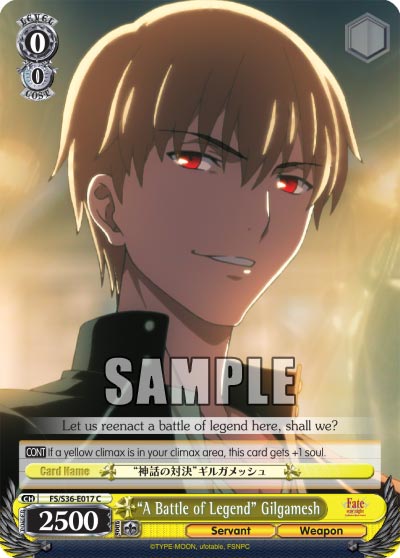 LEVEL
0
0
COST
SAMPLE
Let us reenact a battle of legend here, shall we?
CONT If a yellow climax is in your climax area, this card gets +1 soul.
Card Name
“神話の対決”ギルガメッシュ
FS/S36-E017 C
“A Battle of Legend” Gilgamesh
2500
POWER
Servant
Weapon
Fate
stay night
©TYPE-MOON, ufotable, FSNPC